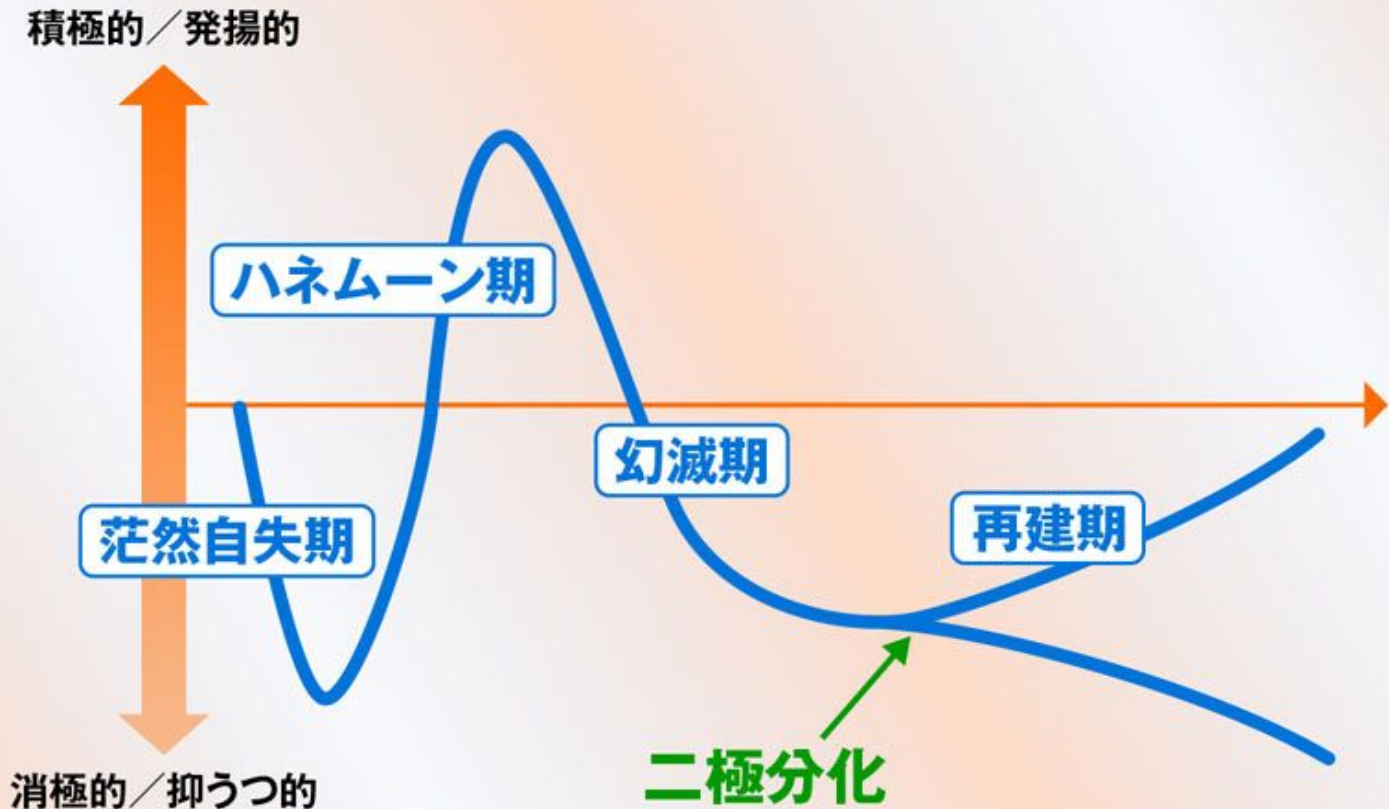 積極的／発揚的
ハネムーン期
幻滅期
再建期
茫然自失期
二極分化
消極的／抑うつ的